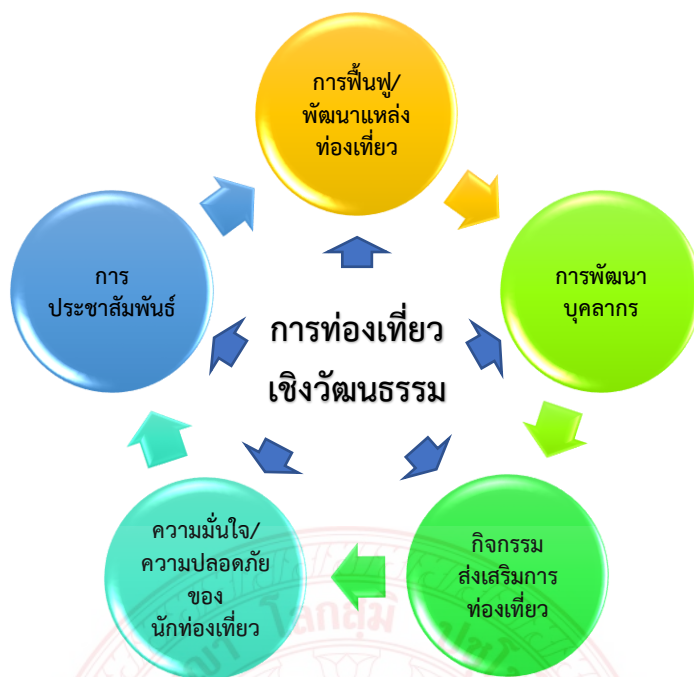 การฟื้นฟู/
พัฒนาแหล่ง
ท่องเที่ยว
การพัฒนา
บุคลากร
กิจกรรม
ส่งเสริมการ
ท่องเที่ยว
ความมั่นใจ/
ความปลอดภัย
ของ
นักท่องเที่ยว
การ
ประชาสัมพันธ์
การท่องเที่ยว
เชิงวัฒนธรรม